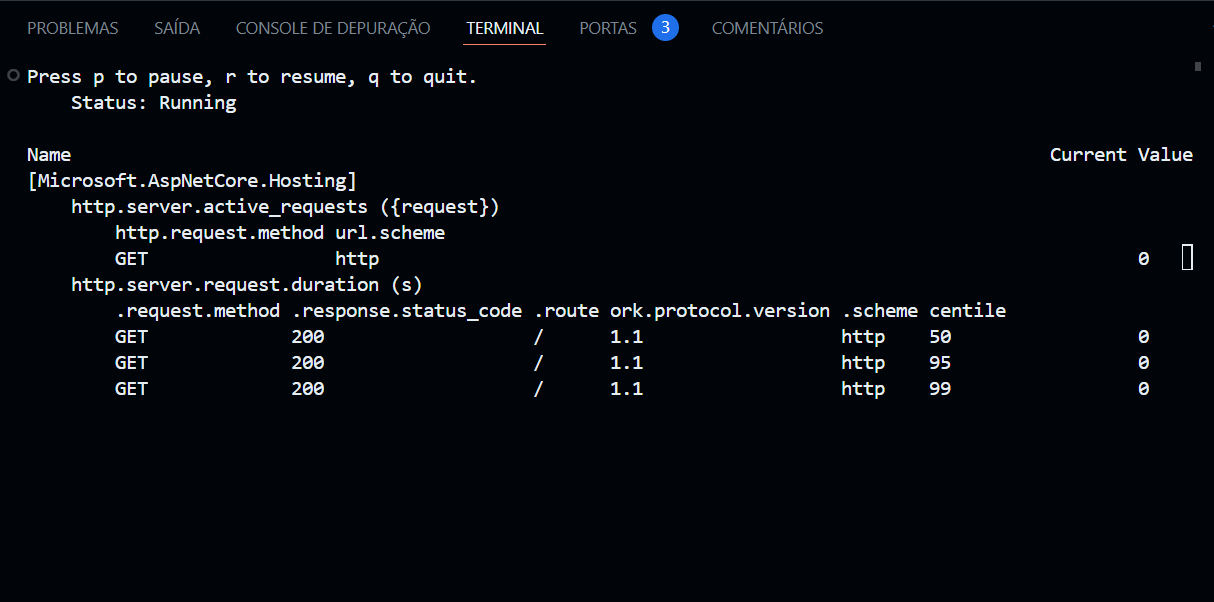 PROBLEMAS SAÍDA CONSOLE DE DEPURAÇÃO TERMINAL PORTAS 3 COMENTÁRIOS
Press p to pause, r to resume, q to quit.
Status: Running
Name Current Value
[Microsoft.AspNetCore.Hosting]
http.server.active_requests ({request})
http.request.method url.scheme
GET http 0
http.server.request.duration (s)
.request.method .response.status_code .route ork.protocol.version .scheme centile
GET 200 / 1.1 http 50 0
GET 200 / 1.1 http 95 0
GET 200 / 1.1 http 99 0